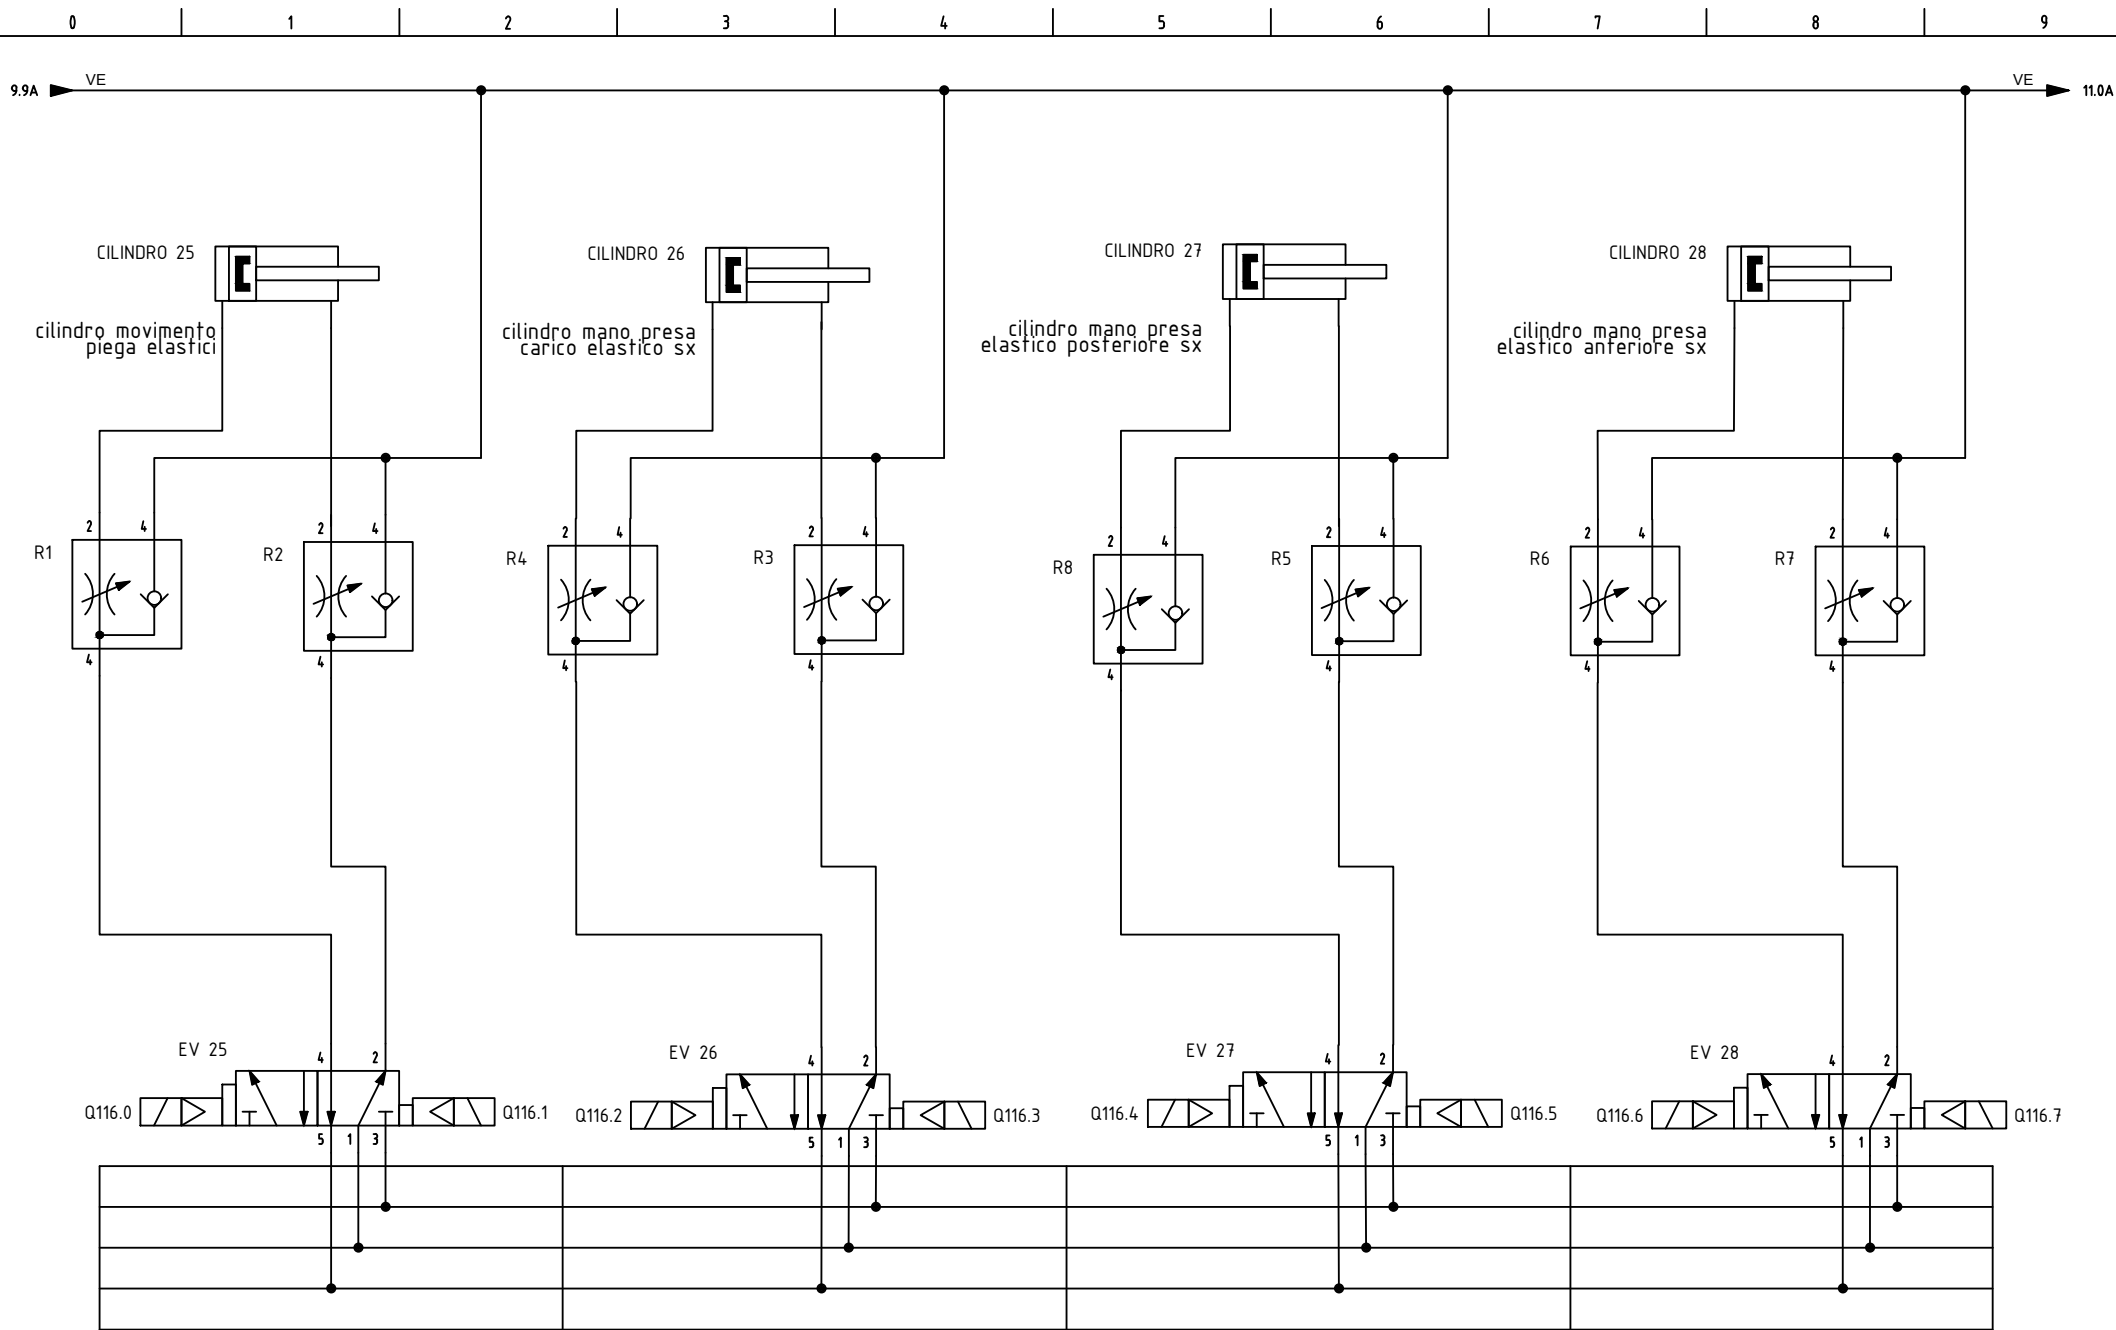 0 1 2 3 4 5 6 7 8 9
9.9A VE VE 11.0A
CILINDRO 25
cilindro movimento
piega elastici
CILINDRO 26
cilindro mano presa
carico elastico sx
CILINDRO 27
cilindro mano presa
elastico posteriore sx
CILINDRO 28
cilindro mano presa
elastico anteriore sx
2 4 2 4 2 4 2 4 2 4 2 4 2 4 2 4
R1 R2 R4 R3 R8 R5 R6 R7
4 4 4 4 4 4 4 4
EV 25 4 2 EV 26 4 2 EV 27 4 2 EV 28 4 2
Q116.0 Q116.1 Q116.2 Q116.3 Q116.4 Q116.5 Q116.6 Q116.7
5 1 3 5 1 3 5 1 3 5 1 3